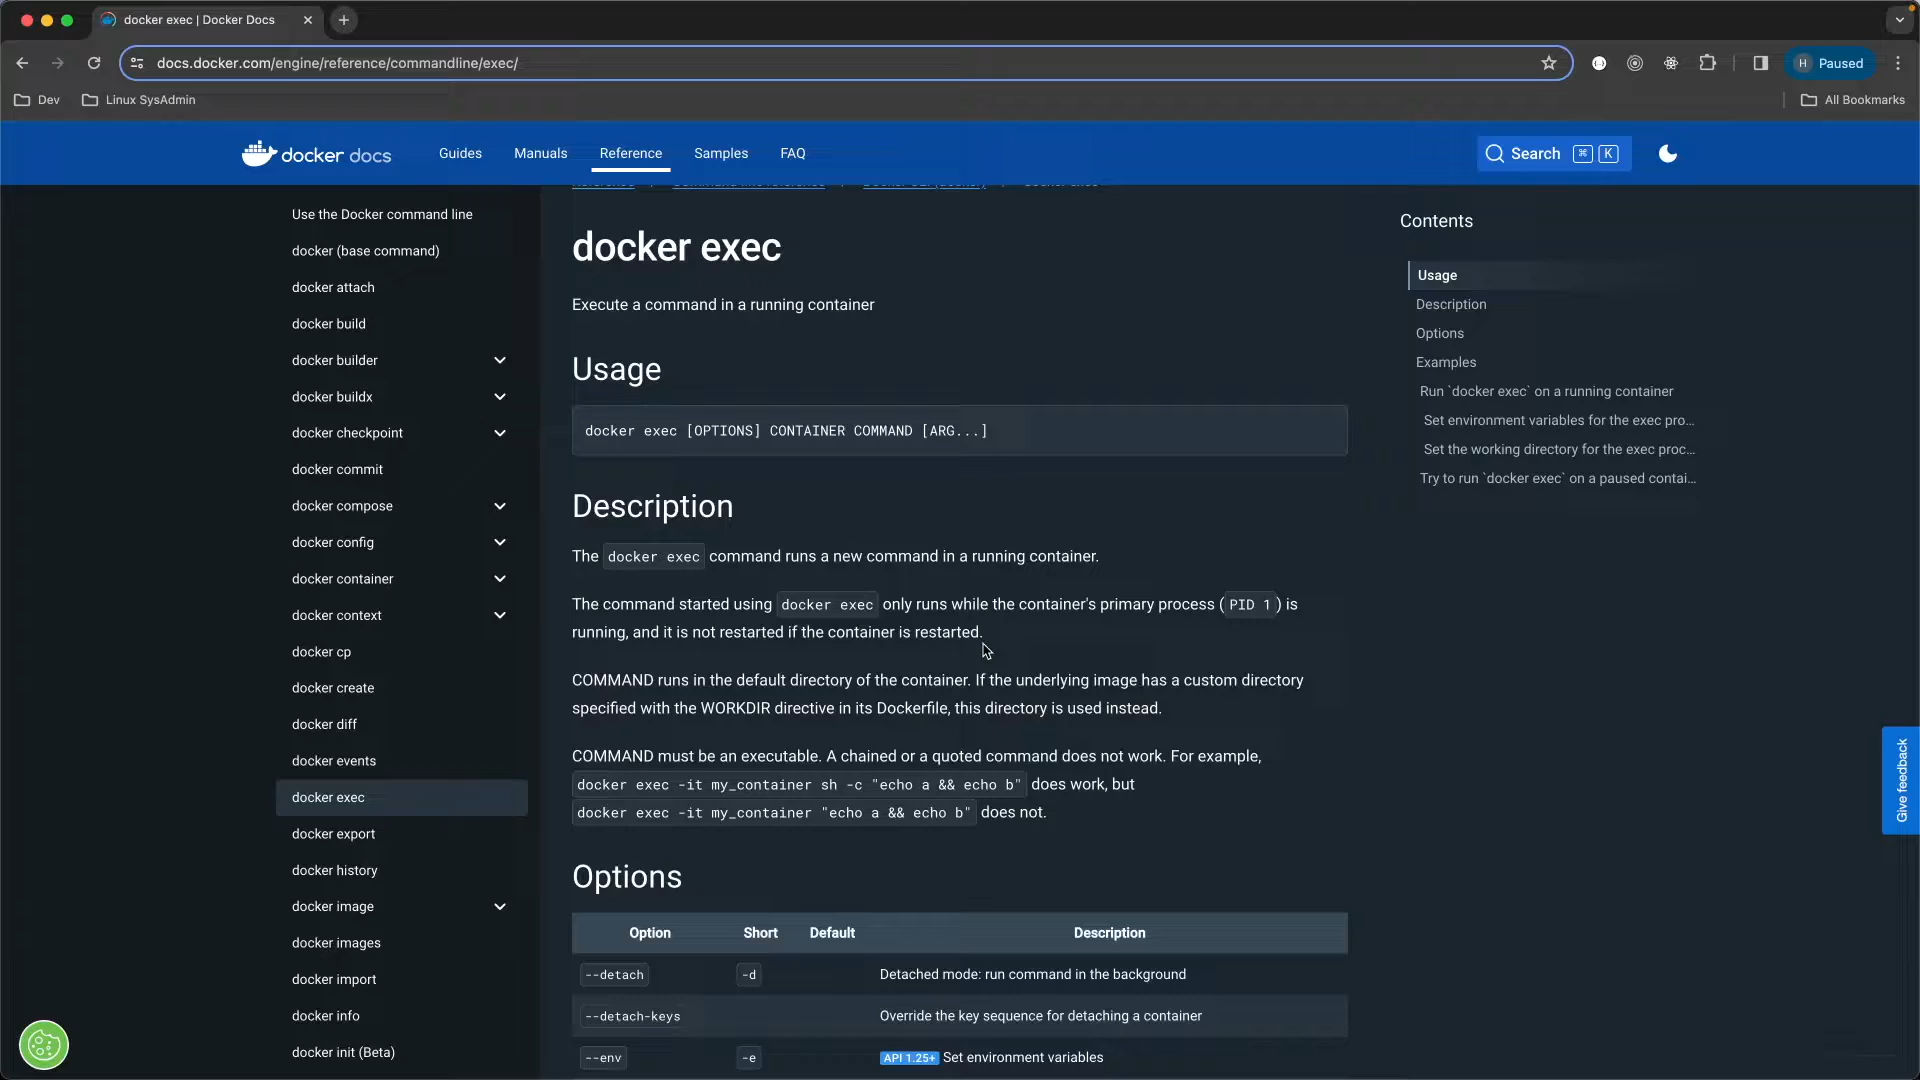 docker exec | Docker Docs
docs.docker.com/engine/reference/commandline/exec/
H Paused
Dev Linux SysAdmin All Bookmarks
docker docs Guides Manuals Reference Samples FAQ Search ⌘ K
Use the Docker command line
docker (base command)
docker attach
docker build
docker builder
docker buildx
docker checkpoint
docker commit
docker compose
docker config
docker container
docker context
docker cp
docker create
docker diff
docker events
docker exec
docker export
docker history
docker image
docker images
docker import
docker info
docker init (Beta)
docker exec
Execute a command in a running container
Usage
docker exec [OPTIONS] CONTAINER COMMAND [ARG...]
Description
The docker exec command runs a new command in a running container.
The command started using docker exec only runs while the container's primary process ( PID 1 ) is
running, and it is not restarted if the container is restarted.
COMMAND runs in the default directory of the container. If the underlying image has a custom directory
specified with the WORKDIR directive in its Dockerfile, this directory is used instead.
COMMAND must be an executable. A chained or a quoted command does not work. For example,
docker exec -it my_container sh -c "echo a && echo b" does work, but
docker exec -it my_container "echo a && echo b" does not.
Options
Option Short Default Description
--detach -d Detached mode: run command in the background
--detach-keys Override the key sequence for detaching a container
--env -e API 1.25+ Set environment variables
Contents
Usage
Description
Options
Examples
Run `docker exec` on a running container
Set environment variables for the exec pro...
Set the working directory for the exec proc...
Try to run `docker exec` on a paused contai...
Give feedback